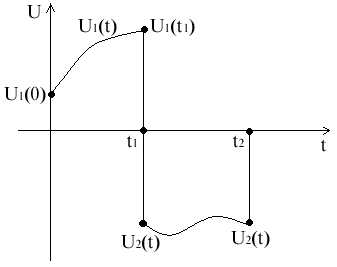 U
U₁(t)
U₁(t₁)
U₁(0)
t₁
t₂
t
U₂(t)
U₂(t)